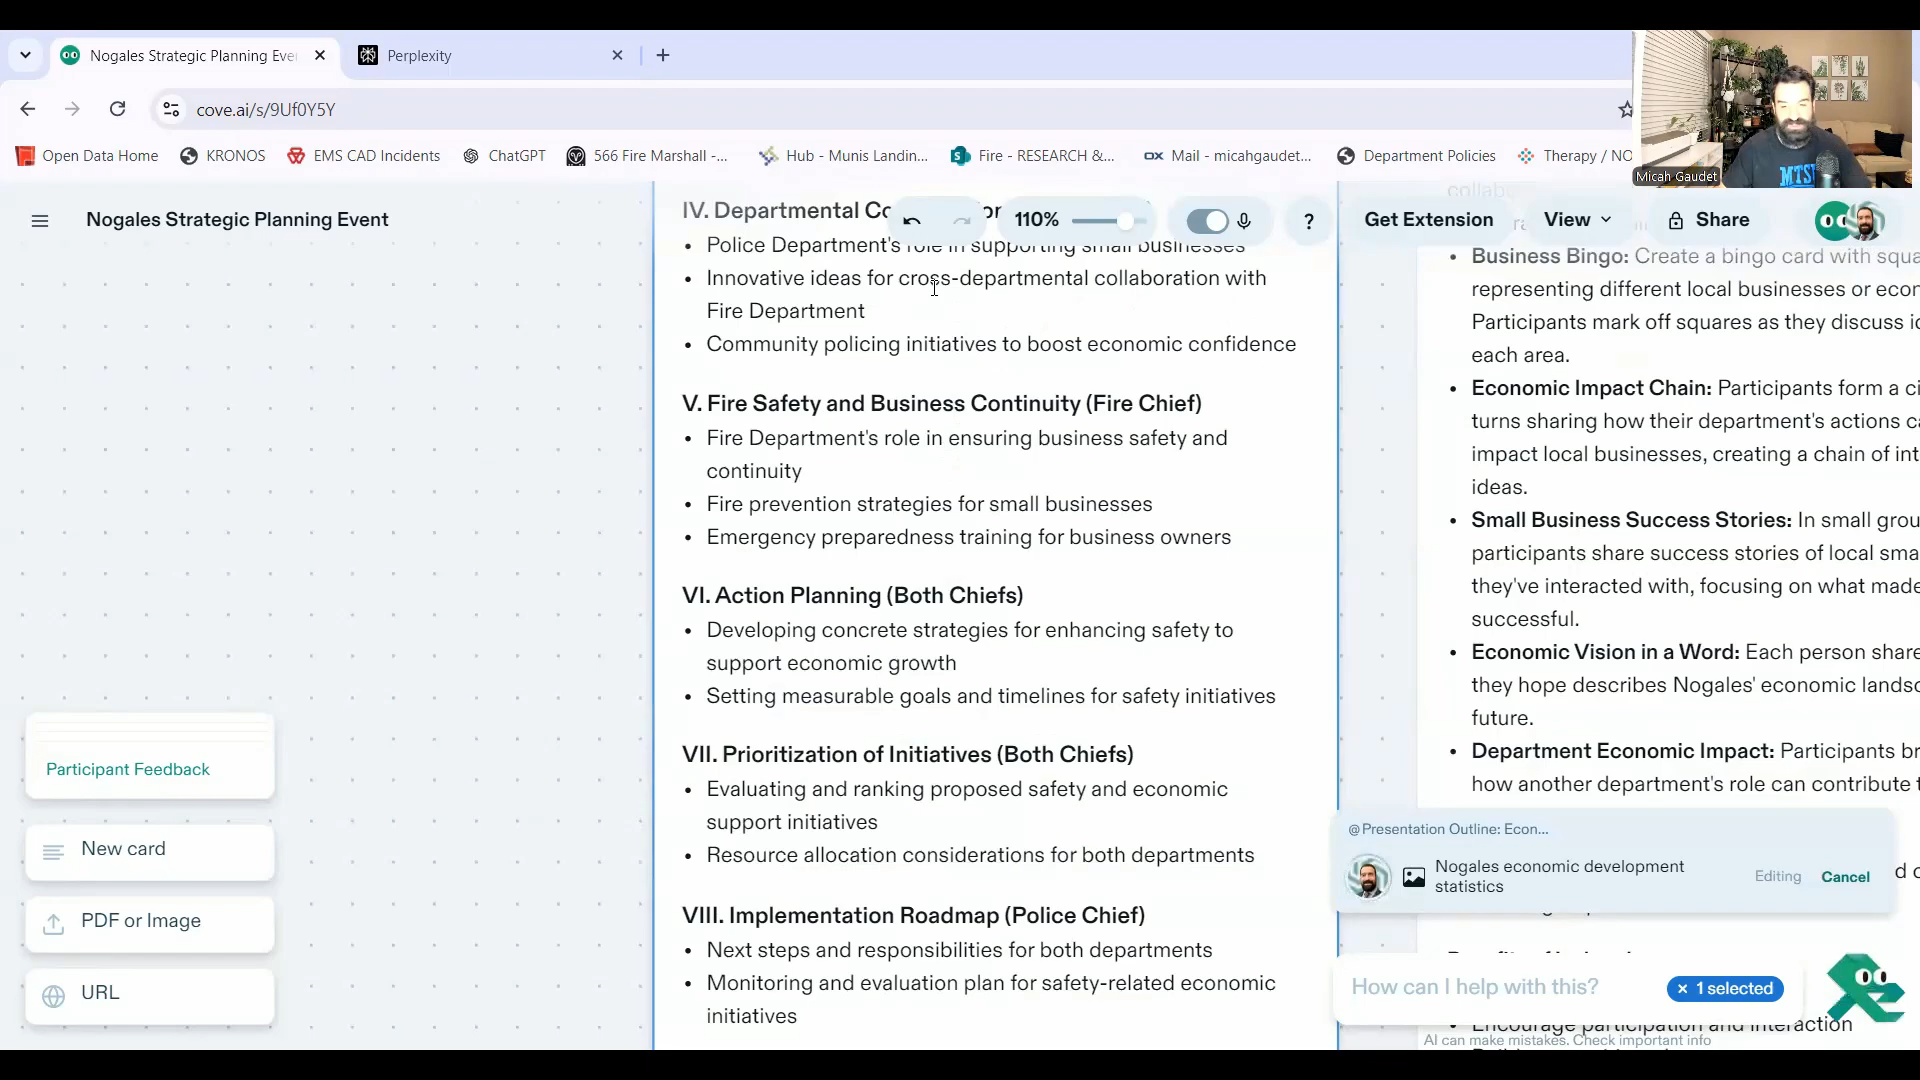 Nogales Strategic Planning Eve
Perplexity
cove.ai/s/9Uf0Y5Y
Open Data Home
KRONOS
EMS CAD Incidents
ChatGPT
566 Fire Marshall -...
Hub - Munis Landin...
Fire - RESEARCH &...
Mail - micahgaudet...
Department Policies
Therapy / NO
Micah Gaudet
Nogales Strategic Planning Event
110%
?
Get Extension
View
Share
IV. Departmental Co
• Police Department's role in supporting small businesses
• Innovative ideas for cross-departmental collaboration with
Fire Department
• Community policing initiatives to boost economic confidence
V. Fire Safety and Business Continuity (Fire Chief)
• Fire Department's role in ensuring business safety and
continuity
• Fire prevention strategies for small businesses
• Emergency preparedness training for business owners
VI. Action Planning (Both Chiefs)
• Developing concrete strategies for enhancing safety to
support economic growth
• Setting measurable goals and timelines for safety initiatives
VII. Prioritization of Initiatives (Both Chiefs)
• Evaluating and ranking proposed safety and economic
support initiatives
• Resource allocation considerations for both departments
VIII. Implementation Roadmap (Police Chief)
• Next steps and responsibilities for both departments
• Monitoring and evaluation plan for safety-related economic
initiatives
collabo
• Business Bingo: Create a bingo card with squa
representing different local businesses or econ
Participants mark off squares as they discuss i
each area.
• Economic Impact Chain: Participants form a ci
turns sharing how their department's actions ca
impact local businesses, creating a chain of int
ideas.
• Small Business Success Stories: In small grou
participants share success stories of local sma
they've interacted with, focusing on what made
successful.
• Economic Vision in a Word: Each person share
they hope describes Nogales' economic landsc
future.
• Department Economic Impact: Participants br
how another department's role can contribute t
@Presentation Outline: Econ...
Nogales economic development
statistics
Editing
Cancel
How can I help with this?
× 1 selected
Encourage participation and interaction
AI can make mistakes. Check important info
Participant Feedback
New card
PDF or Image
URL
MTS